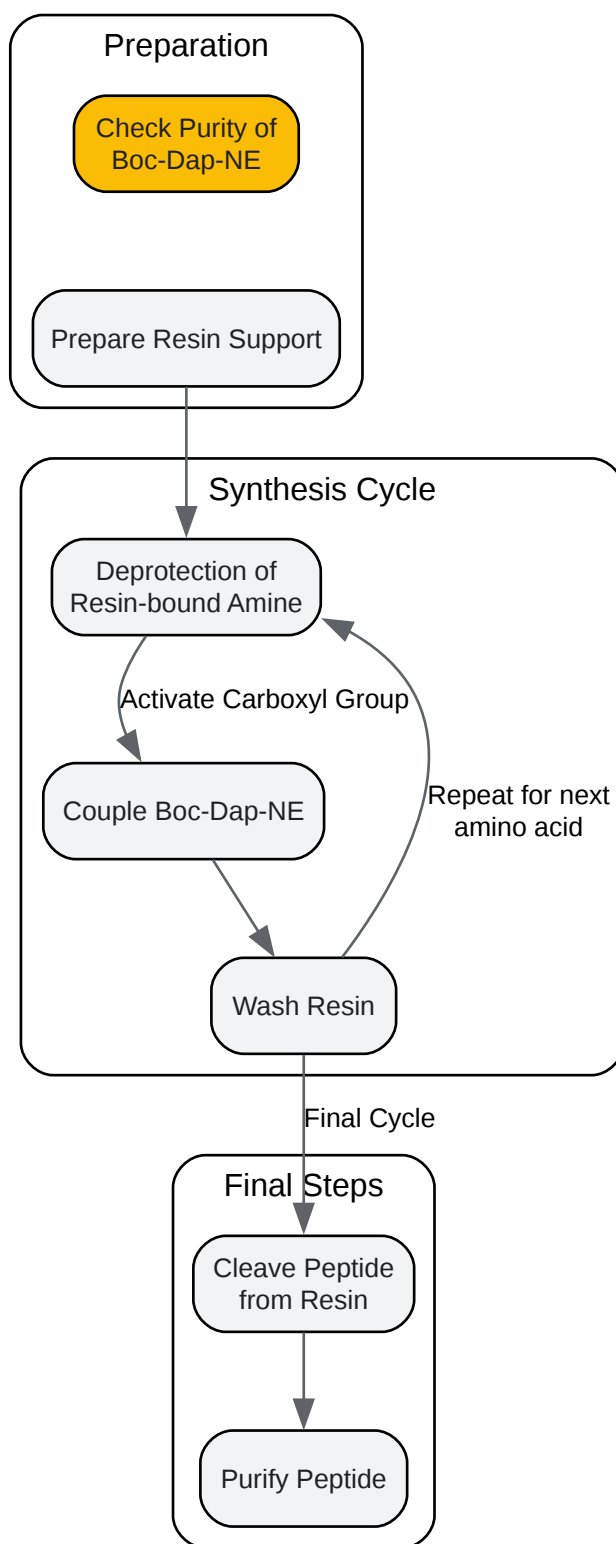 Preparation
Check Purity of
Boc-Dap-NE
Prepare Resin Support
Synthesis Cycle
Deprotection of
Resin-bound Amine
Activate Carboxyl Group
Couple Boc-Dap-NE
Repeat for next
amino acid
Wash Resin
Final Cycle
Final Steps
Cleave Peptide
from Resin
Purify Peptide